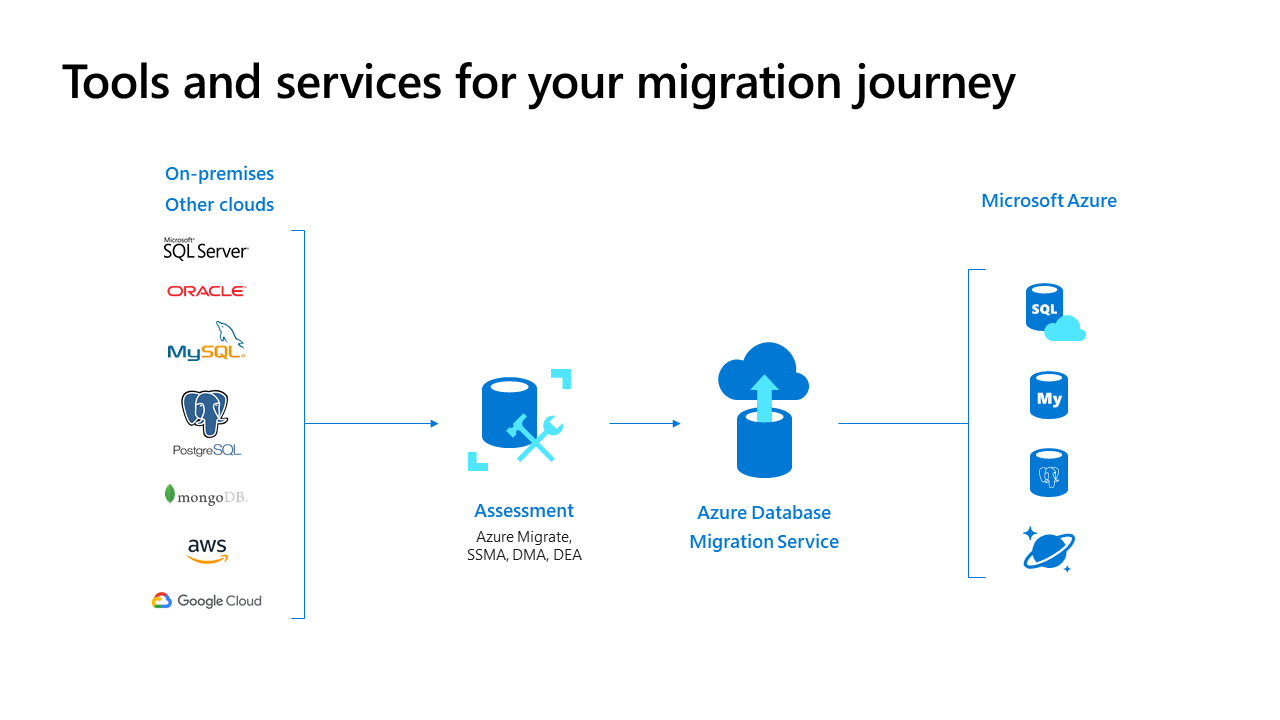 Tools and services for your migration journey
On-premises
Other clouds
Microsoft
SQL Server
ORACLE
MySQL
PostgreSQL
mongoDB
aws
Google Cloud
Assessment
Azure Migrate,
SSMA, DMA, DEA
Azure Database
Migration Service
Microsoft Azure
SQL
My